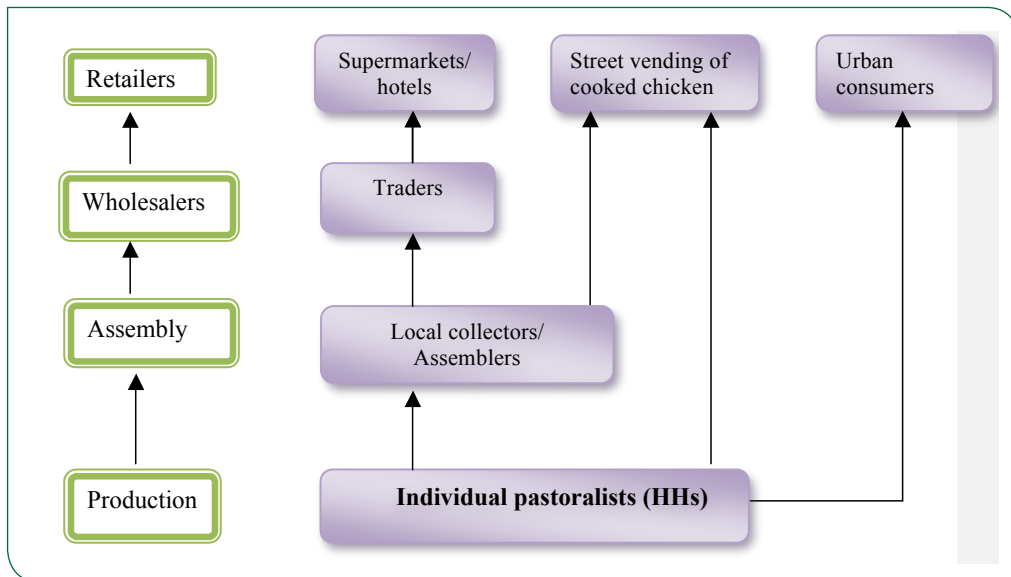 Retailers
Supermarkets/
hotels
Street vending of
cooked chicken
Urban
consumers
Wholesalers
Traders
Assembly
Local collectors/
Assemblers
Production
Individual pastoralists (HHs)